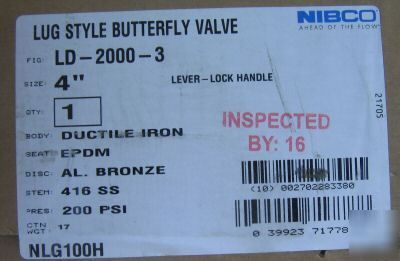 LUG STYLE BUTTERFLY VALVE
NIBCO
AHEAD OF THE FLOW
FIG: LD-2000-3
SIZE: 4"
LEVER-LOCK HANDLE
QTY: 1
21705
INSPECTED
BY: 16
BODY: DUCTILE IRON
SEAT: EPDM
DISC: AL. BRONZE
STEM: 416 SS
(10) 002702283380
PRES: 200 PSI
CTN WGT: 17
0 39923 71778
NLG100H